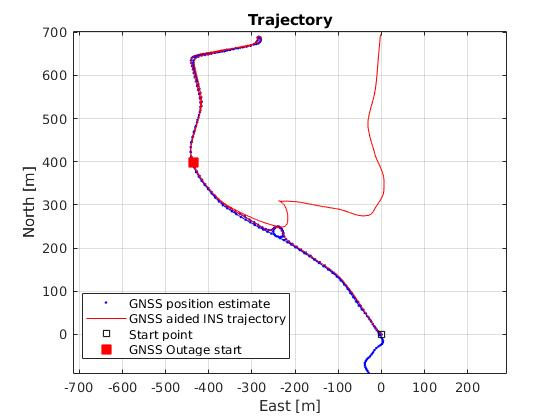 Trajectory
700
600
500
400
300
200
100
0
North [m]
GNSS position estimate
GNSS aided INS trajectory
Start point
GNSS Outage start
-700 -600 -500 -400 -300 -200 -100 0 100 200
East [m]